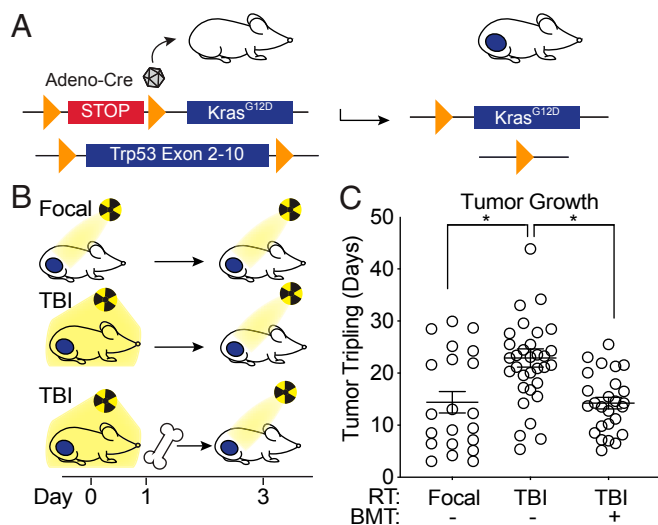 A
Adeno-Cre
STOP
Kras^G12D
Kras^G12D
Trp53 Exon 2-10
B
Focal
TBI
TBI
Day 0 1 3
C
Tumor Growth
* *
Tumor Tripling (Days)
50
40
30
20
10
0
RT: Focal TBI TBI
BMT: - - +